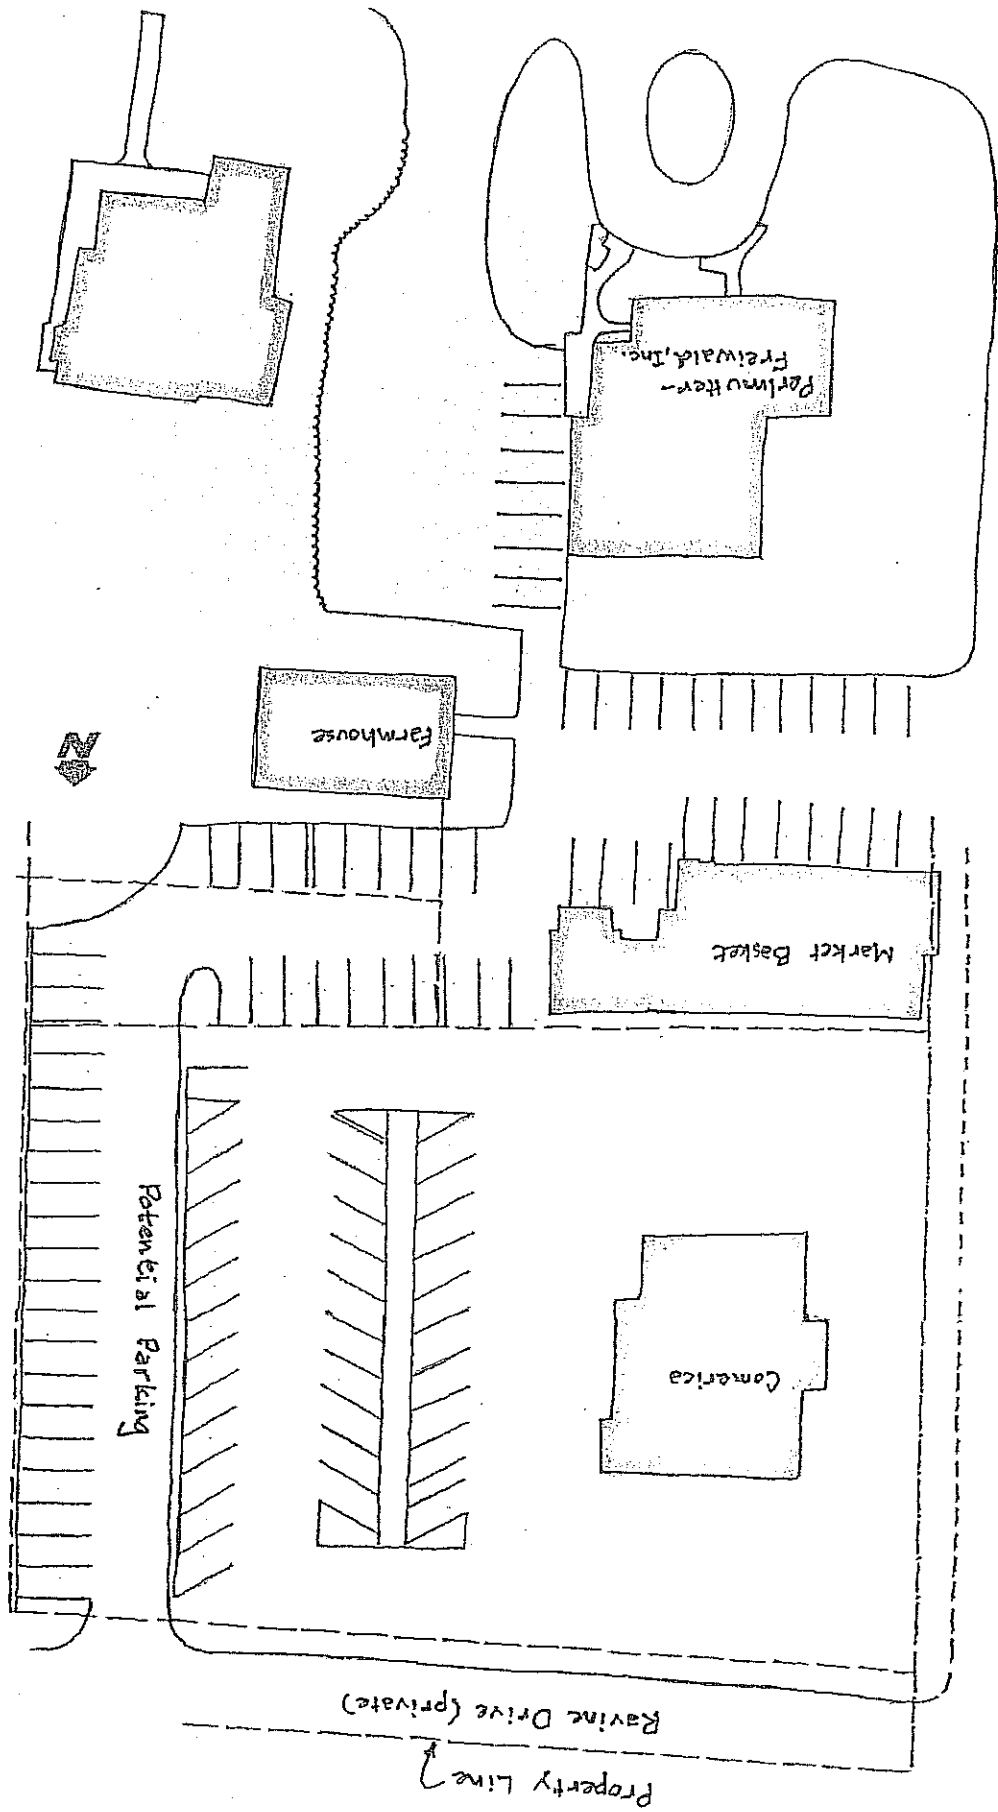 Property Line
Ravine Drive (private)
Comerica
Potential Parking
Market Basket
N
Farmhouse
Perlmutter-
Freiwald, Inc.